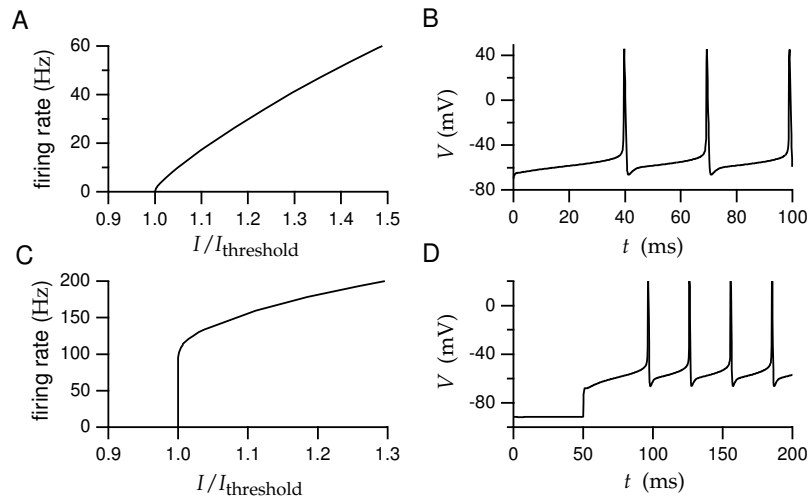 A
firing rate (Hz)
60
40
20
0
0.9 1.0 1.1 1.2 1.3 1.4 1.5
I/I threshold
B
V (mV)
40
0
-40
-80
0 20 40 60 80 100
t (ms)
C
firing rate (Hz)
200
150
100
50
0
0.9 1.0 1.1 1.2 1.3
I/I threshold
D
V (mV)
0
-40
-80
0 50 100 150 200
t (ms)